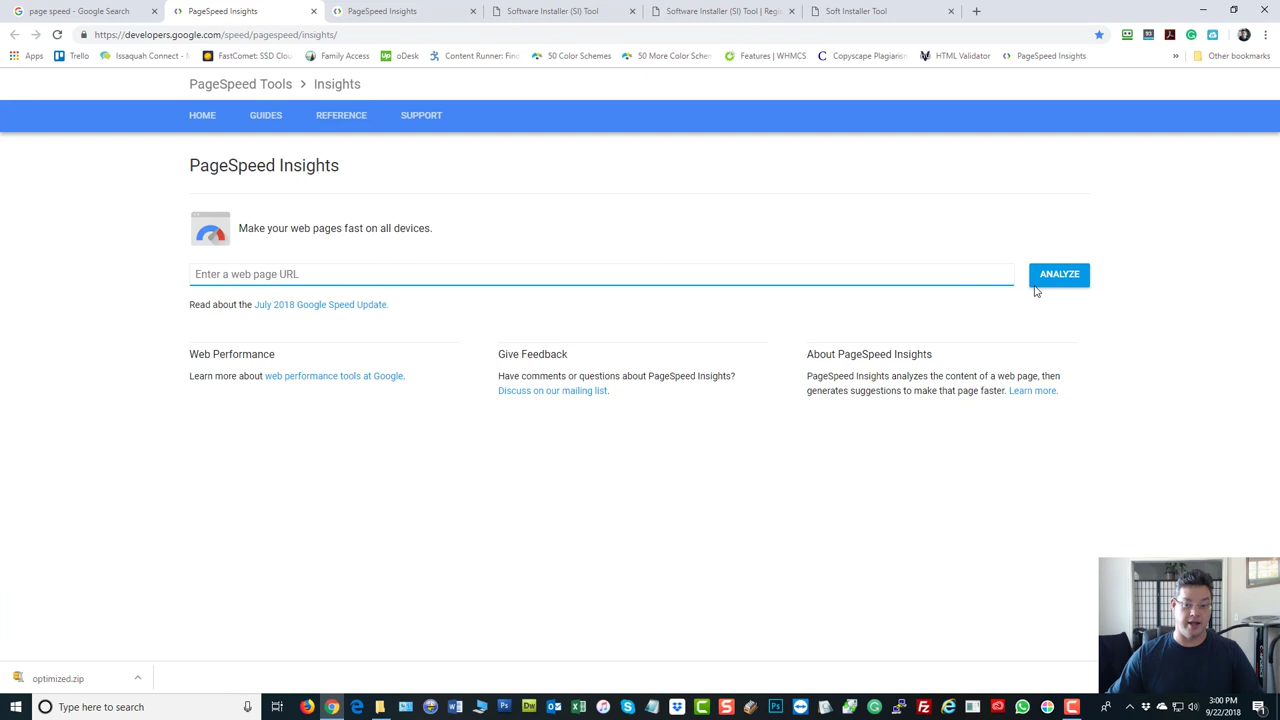 page speed - Google Search
PageSpeed Insights
PageSpeed Insights
Software Installer (SI) Tool
Software Installer (SI) Tool | Regi
Soft Installer Tool
https://developers.google.com/speed/pagespeed/insights/
Apps
Trello
Issaquah Connect -
FastComet: SSD Clou
Family Access
oDesk
Content Runner: Find
50 Color Schemes
50 More Color Schem
Features | WHMCS
Copyscape Plagiarism
HTML Validator
PageSpeed Insights
»
Other bookmarks
PageSpeed Tools > Insights
HOME
GUIDES
REFERENCE
SUPPORT
PageSpeed Insights
Make your web pages fast on all devices.
Enter a web page URL
ANALYZE
Read about the July 2018 Google Speed Update.
Web Performance
Learn more about web performance tools at Google.
Give Feedback
Have comments or questions about PageSpeed Insights?
Discuss on our mailing list.
About PageSpeed Insights
PageSpeed Insights analyzes the content of a web page, then
generates suggestions to make that page faster. Learn more.
optimized.zip
Type here to search
3:00 PM
9/22/2018